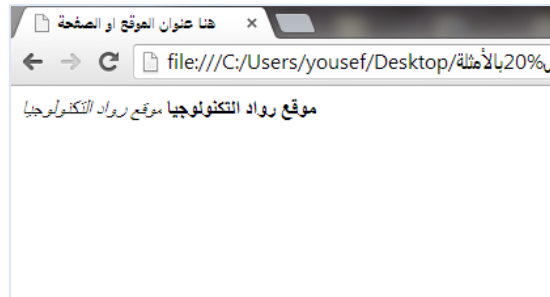 هنا عنوان الموقع او الصفحة
file:///C:/Users/yousef/Desktop/بالأمثلة%20
موقع رواد التكنولوجيا موقع رواد التكنولوجيا